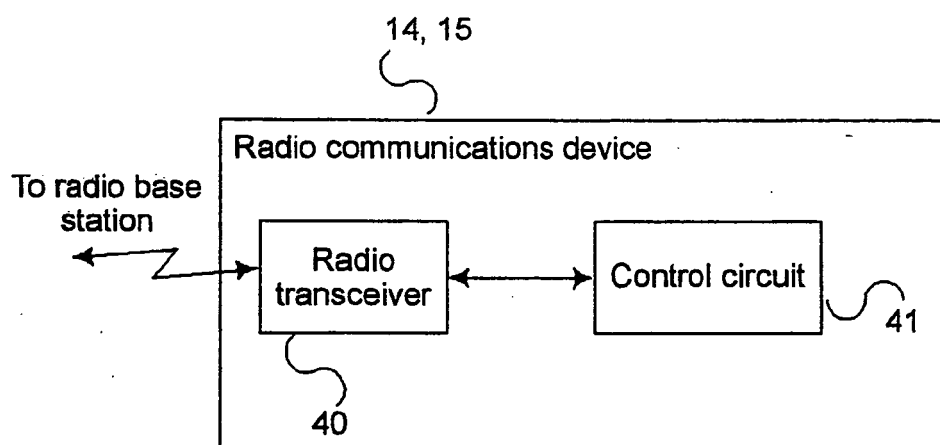 14, 15
Radio communications device
To radio base
station
Radio
transceiver
Control circuit
41
40